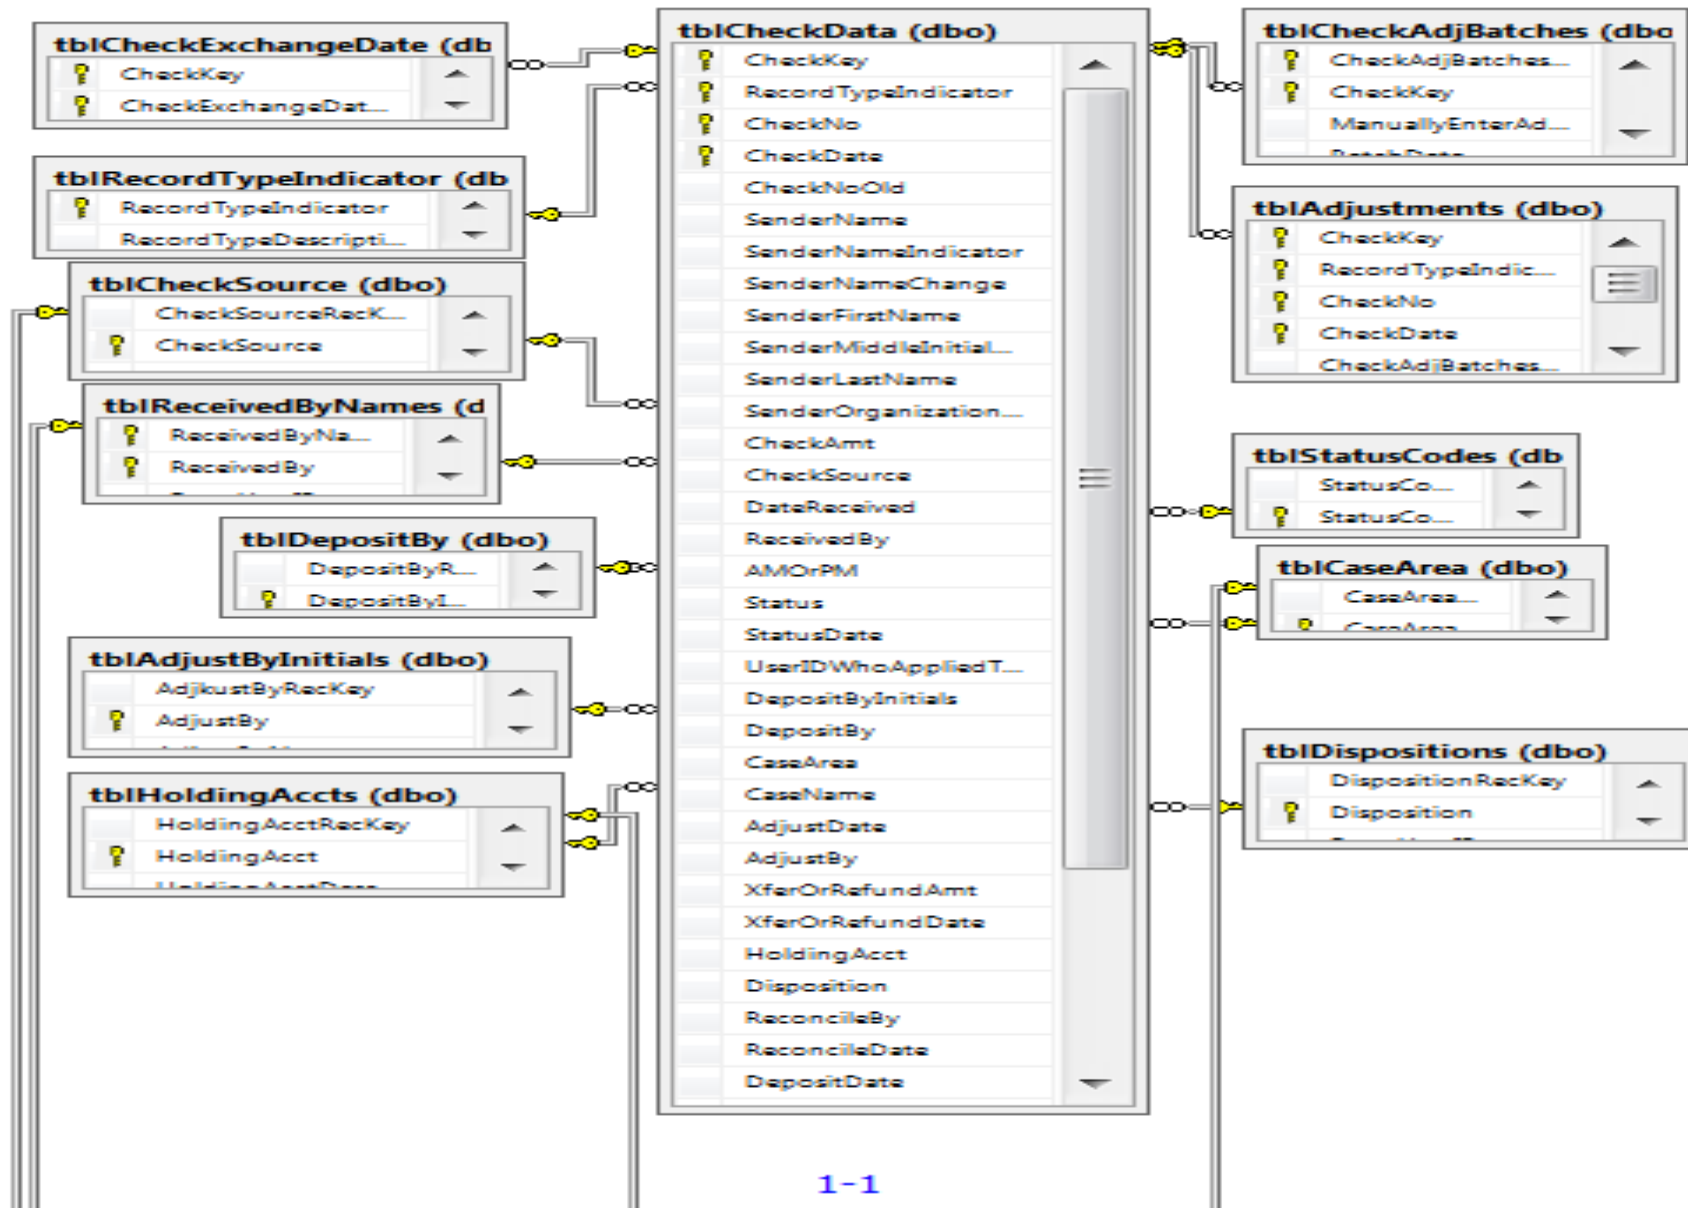 tblCheckExchangeDate (db
CheckKey
CheckExchangeDat...
tblRecordTypeIndicator (db
RecordTypeIndicator
RecordTypeDescripti...
tblCheckSource (dbo)
CheckSourceRecK...
CheckSource
tblReceivedByNames (d
ReceivedByNa...
ReceivedBy
tblDepositBy (dbo)
DepositByR...
DepositByI...
tblAdjustByInitials (dbo)
AdjkustByRecKey
AdjustBy
tblHoldingAccts (dbo)
HoldingAcctRecKey
HoldingAcct
HoldingAcctDesc
tblCheckData (dbo)
CheckKey
RecordTypeIndicator
CheckNo
CheckDate
CheckNoOld
SenderName
SenderNameIndicator
SenderNameChange
SenderFirstName
SenderMiddleInitial...
SenderLastName
SenderOrganization...
CheckAmt
CheckSource
DateReceived
ReceivedBy
AMOrPM
Status
StatusDate
UserIDWhoAppliedT...
DepositByInitials
DepositBy
CaseArea
CaseName
AdjustDate
AdjustBy
XferOrRefundAmt
XferOrRefundDate
HoldingAcct
Disposition
ReconcileBy
ReconcileDate
DepositDate
tblCheckAdjBatches (dbo
CheckAdjBatches...
CheckKey
ManuallyEnterAd...
BatchDate
tblAdjustments (dbo)
CheckKey
RecordTypeIndic...
CheckNo
CheckDate
CheckAdjBatches...
tblStatusCodes (db
StatusCo...
StatusCo...
tblCaseArea (dbo)
CaseArea...
CaseArea
tblDispositions (dbo)
DispositionRecKey
Disposition
1-1